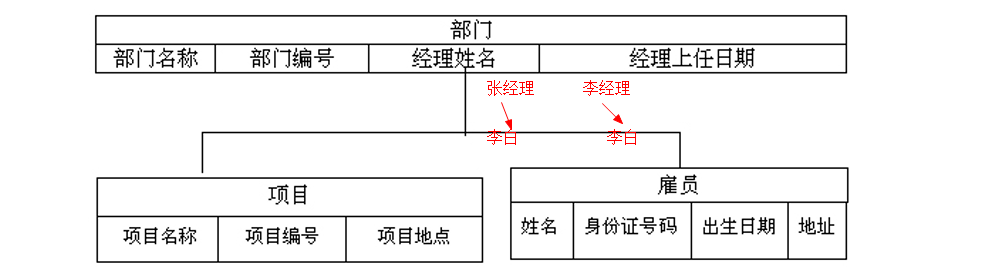 部门
部门名称 部门编号 经理姓名 经理上任日期
张经理 李经理
李白 李白
项目 雇员
项目名称 项目编号 项目地点 姓名 身份证号码 出生日期 地址